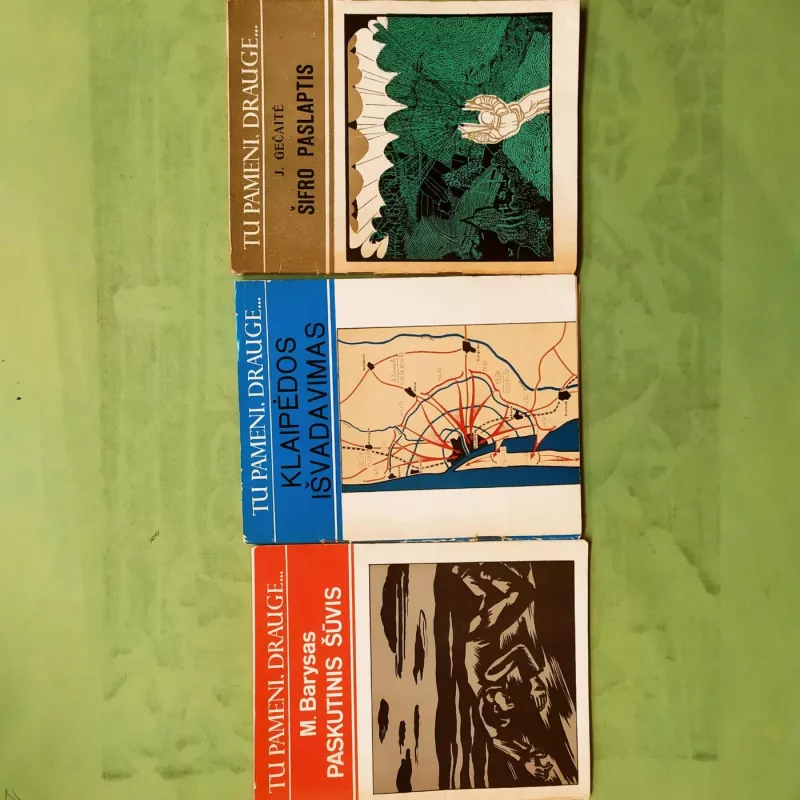 TU PAMENI, DRAUGE...
J. GEČAITĖ
ŠIFRO PASLAPTIS
TU PAMENI, DRAUGE...
KLAIPĖDOS
IŠVADAVIMAS
TU PAMENI, DRAUGE...
M. Barysas
PASKUTINIS ŠŪVIS